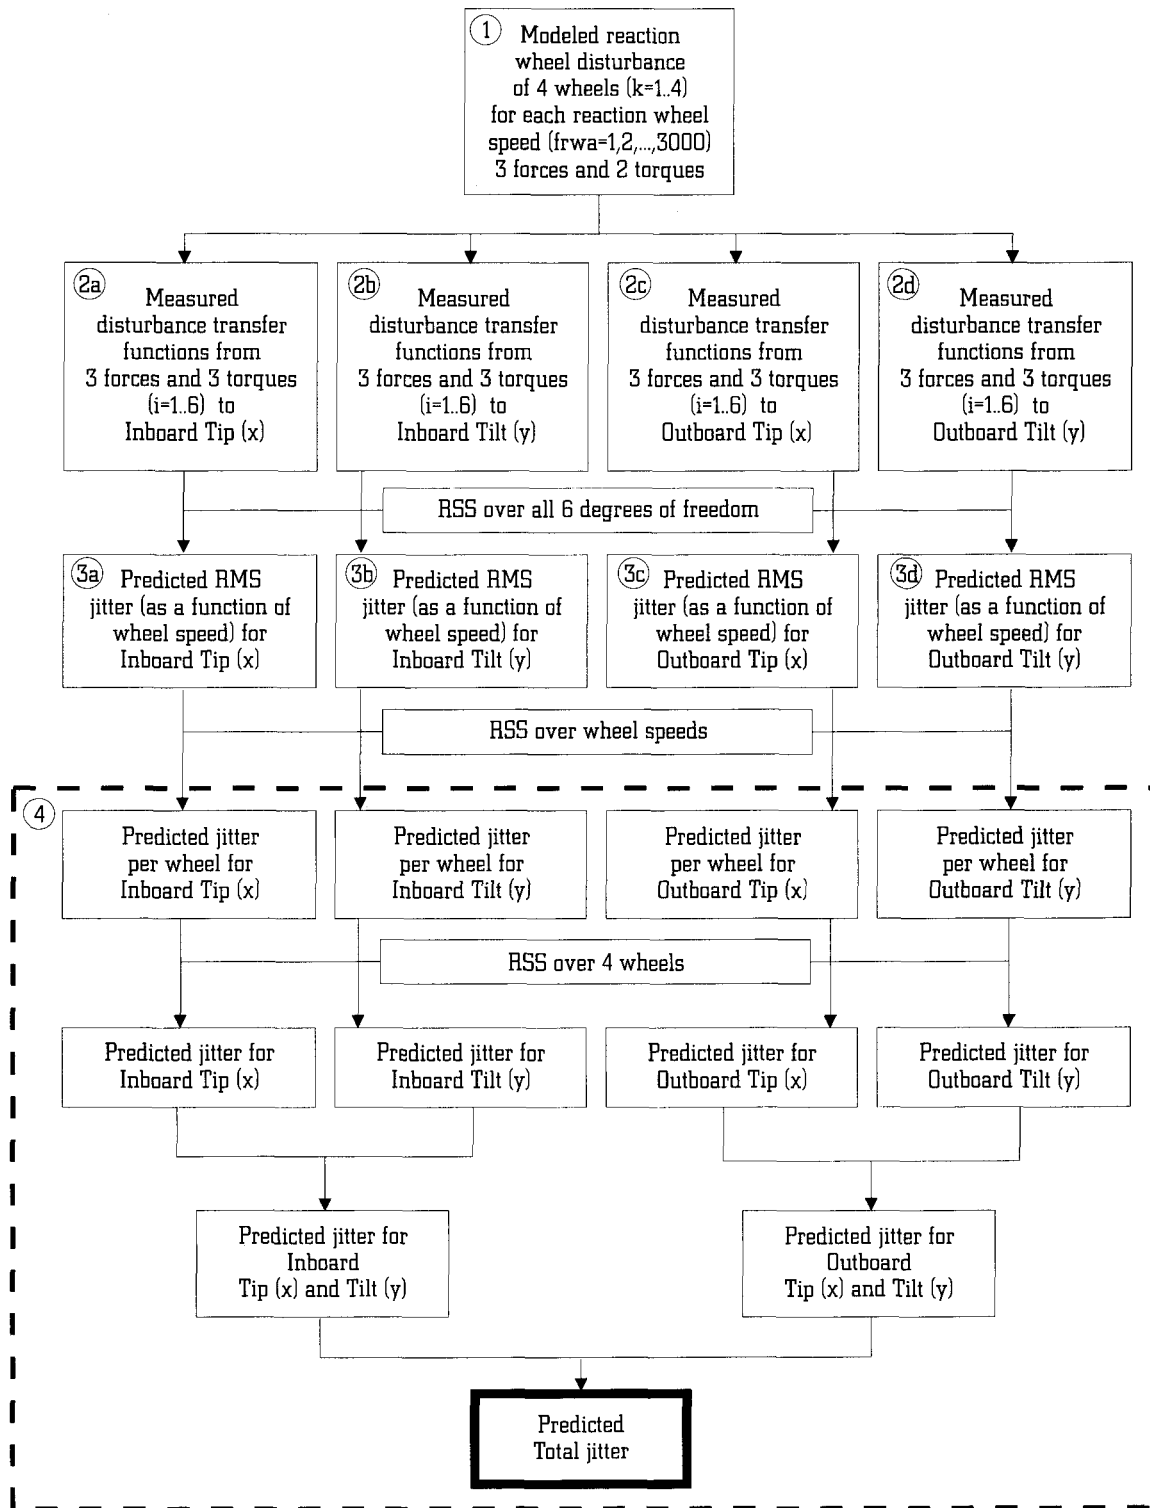 1
Modeled reaction
wheel disturbance
of 4 wheels (k=1..4)
for each reaction wheel
speed (frwa=1,2,...,3000)
3 forces and 2 torques
2a
Measured
disturbance transfer
functions from
3 forces and 3 torques
(i=1..6) to
Inboard Tip (x)
2b
Measured
disturbance transfer
functions from
3 forces and 3 torques
(i=1..6) to
Inboard Tilt (y)
2c
Measured
disturbance transfer
functions from
3 forces and 3 torques
(i=1..6) to
Outboard Tip (x)
2d
Measured
disturbance transfer
functions from
3 forces and 3 torques
(i=1..6) to
Outboard Tilt (y)
RSS over all 6 degrees of freedom
3a
Predicted RMS
jitter (as a function of
wheel speed) for
Inboard Tip (x)
3b
Predicted RMS
jitter (as a function of
wheel speed) for
Inboard Tilt (y)
3c
Predicted RMS
jitter (as a function of
wheel speed) for
Outboard Tip (x)
3d
Predicted RMS
jitter (as a function of
wheel speed) for
Outboard Tilt (y)
RSS over wheel speeds
4
Predicted jitter
per wheel for
Inboard Tip (x)
Predicted jitter
per wheel for
Inboard Tilt (y)
Predicted jitter
per wheel for
Outboard Tip (x)
Predicted jitter
per wheel for
Outboard Tilt (y)
RSS over 4 wheels
Predicted jitter for
Inboard Tip (x)
Predicted jitter for
Inboard Tilt (y)
Predicted jitter for
Outboard Tip (x)
Predicted jitter for
Outboard Tilt (y)
Predicted jitter for
Inboard
Tip (x) and Tilt (y)
Predicted jitter for
Outboard
Tip (x) and Tilt (y)
Predicted
Total jitter